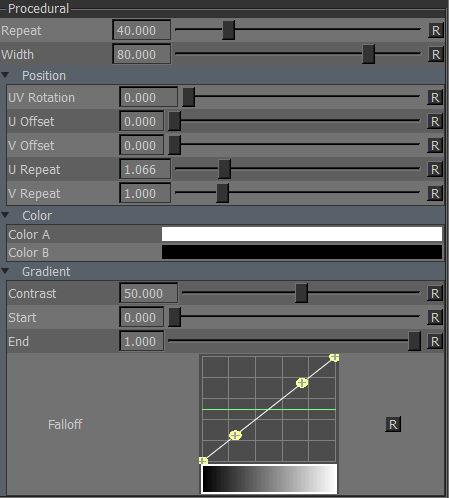 Procedural
Repeat 40.000 R
Width 80.000 R
Position
UV Rotation 0.000 R
U Offset 0.000 R
V Offset 0.000 R
U Repeat 1.066 R
V Repeat 1.000 R
Color
Color A
Color B
Gradient
Contrast 50.000 R
Start 0.000 R
End 1.000 R
Falloff R